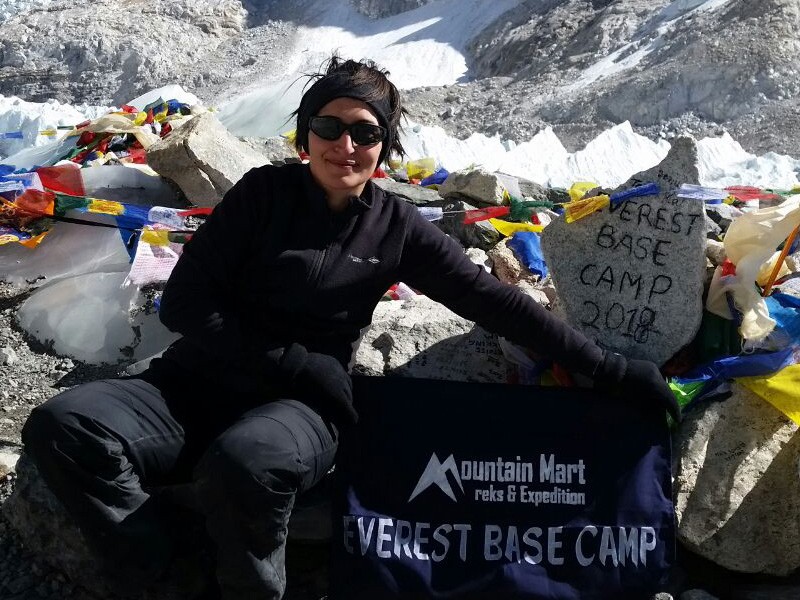 EVEREST
BASE
CAMP
2018
Mountain Mart
reks & Expedition
EVEREST BASE CAMP